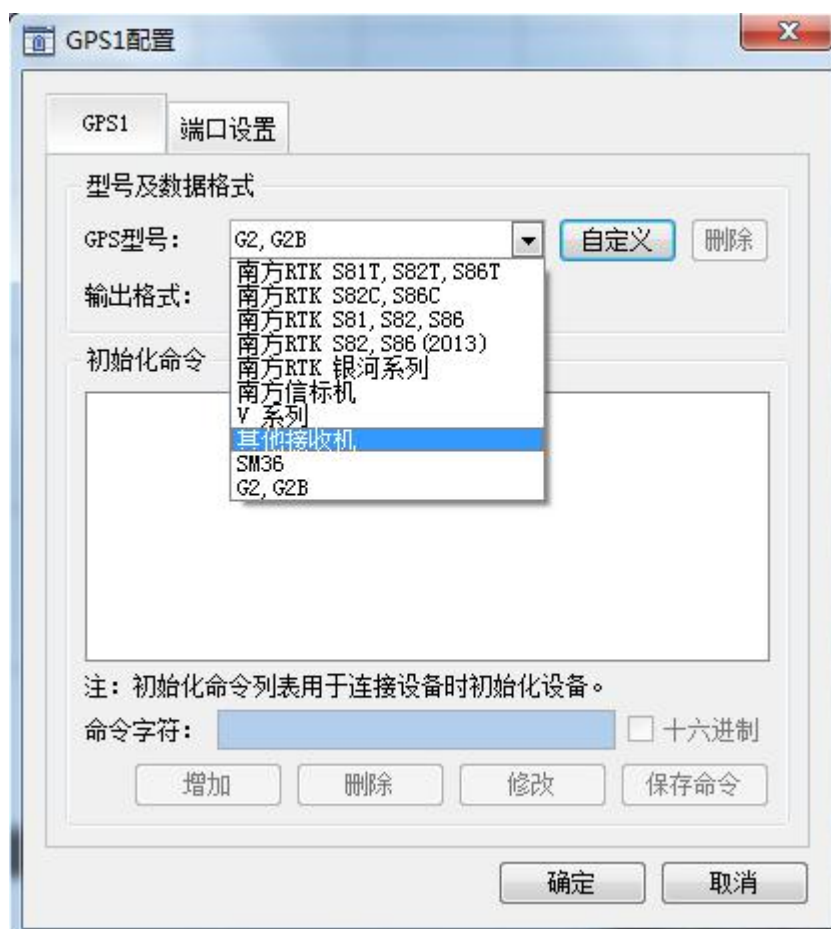 GPS1配置
GPS1 端口设置
型号及数据格式
GPS型号： G2,G2B 自定义 删除
南方RTK S81T,S82T,S86T
输出格式：
南方RTK S82C,S86C
南方RTK S81,S82,S86
南方RTK S82,S86(2013)
初始化命令
南方RTK 银河系列
南方信标机
V 系列
其他接收机
SM36
G2,G2B
注：初始化命令列表用于连接设备时初始化设备。
命令字符： 十六进制
增加 删除 修改 保存命令
确定 取消